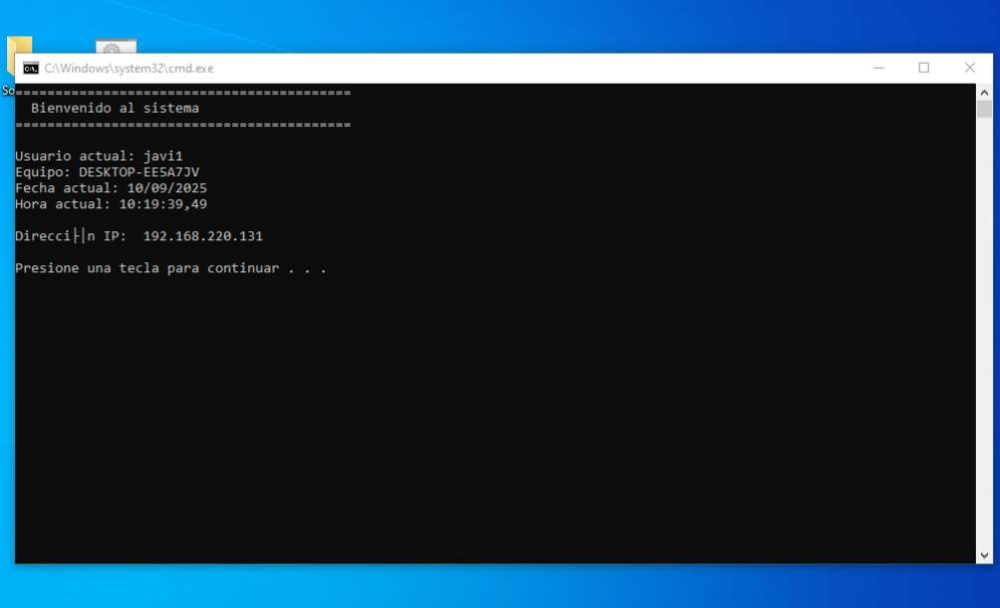 C:\Windows\system32\cmd.exe
So
==========================================
Bienvenido al sistema
==========================================
Usuario actual: javi1
Equipo: DESKTOP-EE5A7JV
Fecha actual: 10/09/2025
Hora actual: 10:19:39,49
Direcci├│n IP:  192.168.220.131
Presione una tecla para continuar . . .